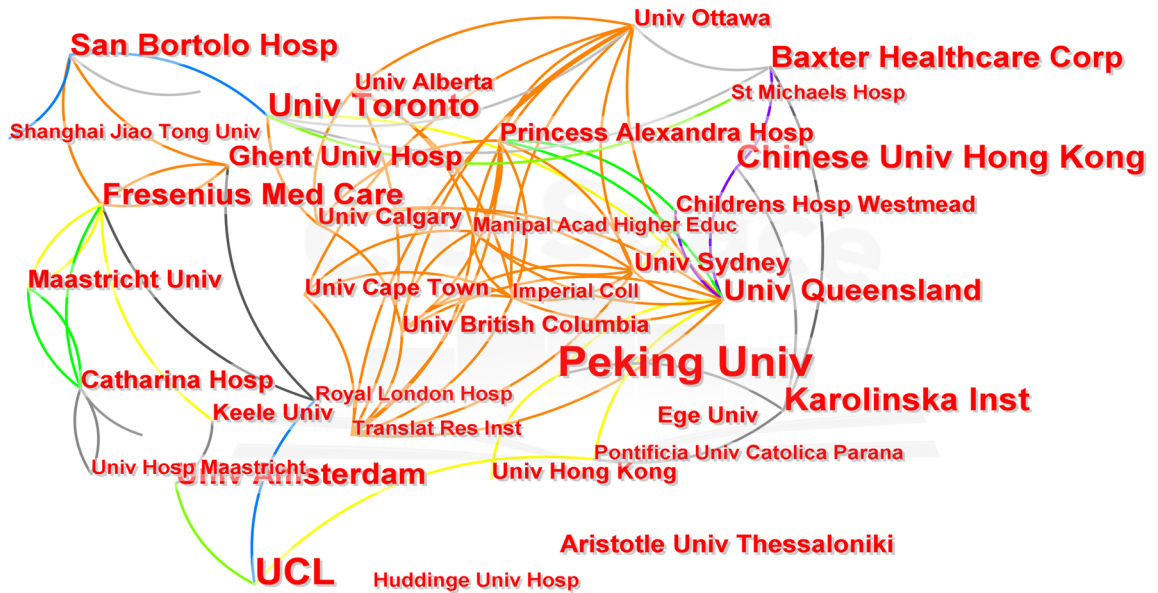 Univ Ottawa
San Bortolo Hosp
Baxter Healthcare Corp
Univ Alberta
St Michaels Hosp
Univ Toronto
Shanghai Jiao Tong Univ
Princess Alexandra Hosp
Ghent Univ Hosp
Chinese Univ Hong Kong
Fresenius Med Care
Childrens Hosp Westmead
Univ Calgary
Manipal Acad Higher Educ
Univ Sydney
Maastricht Univ
Univ Cape Town
Imperial Coll
Univ Queensland
Univ British Columbia
Peking Univ
Catharina Hosp
Royal London Hosp
Karolinska Inst
Keele Univ
Ege Univ
Translat Res Inst
Pontificia Univ Catolica Parana
Univ Hosp Maastricht
Univ Amsterdam
Univ Hong Kong
Aristotle Univ Thessaloniki
UCL
Huddinge Univ Hosp